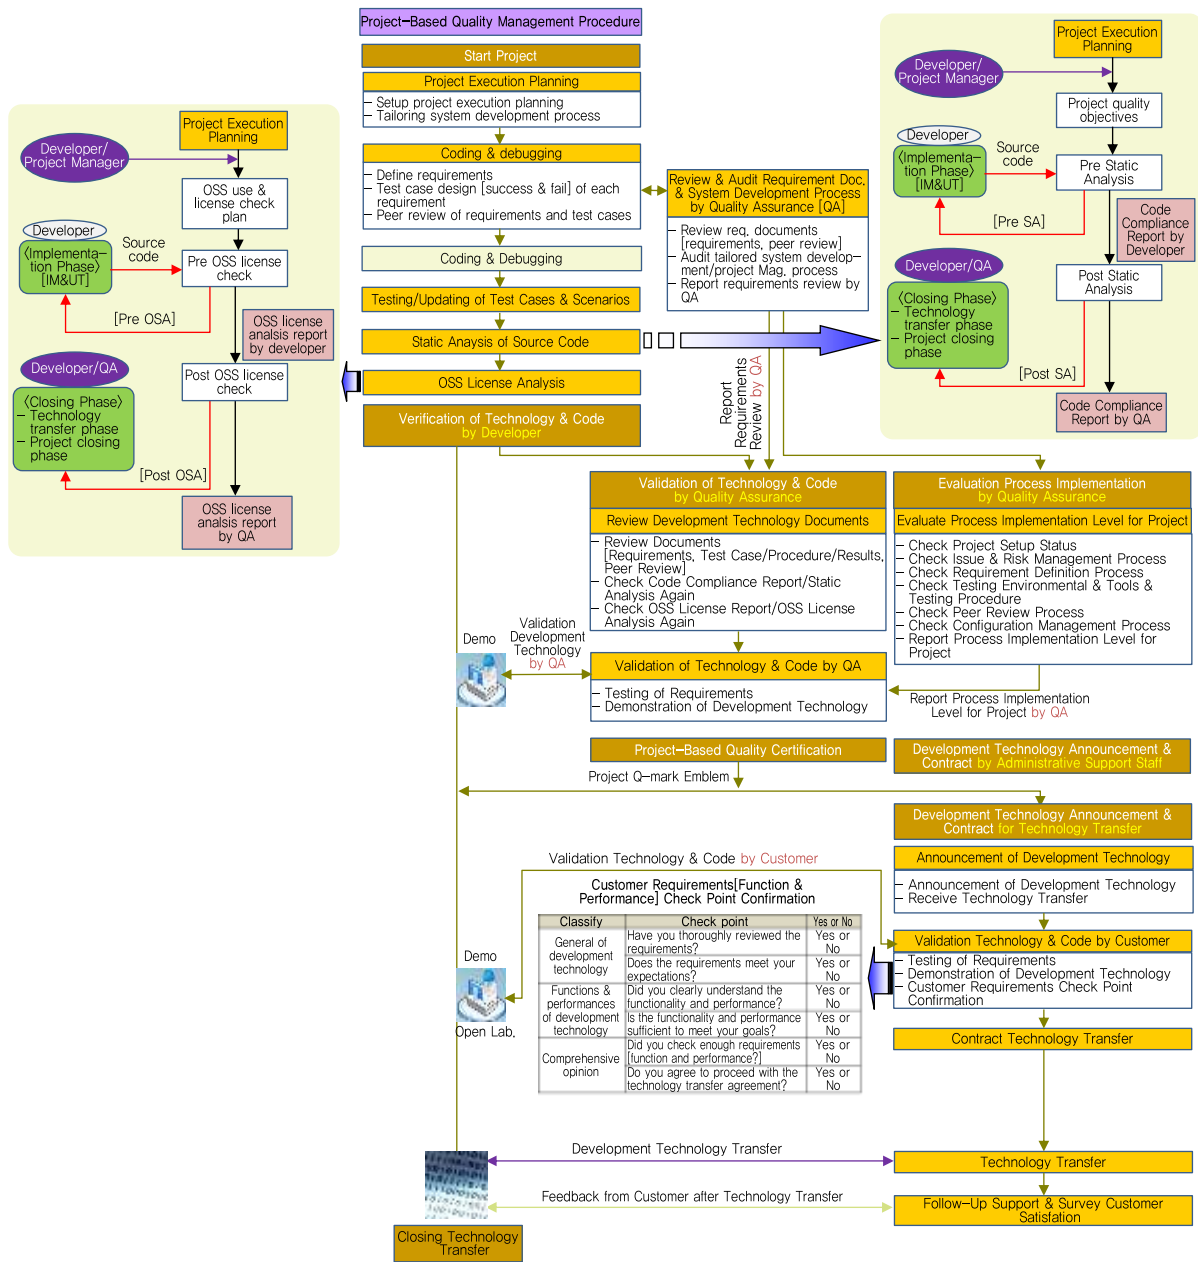 Project-Based Quality Management Procedure
Start Project
Project Execution Planning
– Setup project execution planning
– Tailoring system development process
Coding & debugging
– Define requirements
– Test case design [success & fail] of each
requirement
– Peer review of requirements and test cases
Coding & Debugging
Testing/Updating of Test Cases & Scenarios
Static Anaysis of Source Code
OSS License Analysis
Verification of Technology & Code
by Developer
Review & Audit Requirement Doc,
& System Development Process
by Quality Assurance [QA]
– Review req, documents
[requirements, peer review]
– Audit tailored system develop-
ment/project Mag, process
– Report requirements review by
QA
Report
Requirements
Review by QA
Project Execution
Planning
Developer/
Project Manager
OSS use &
license check
plan
Developer
〈Implementa-
tion Phase〉
[IM&UT]
Source
code
Pre OSS license
check
[Pre OSA]
OSS license
analsis report
by developer
Developer/QA
Post OSS license
check
〈Closing Phase〉
– Technology
transfer phase
– Project closing
phase
[Post OSA]
OSS license
analsis report
by QA
Project Execution
Planning
Developer/
Project Manager
Project quality
objectives
Developer
〈Implementa-
tion Phase〉
[IM&UT]
Source
code
Pre Static
Analysis
[Pre SA]
Code
Compliance
Report by
Developer
Developer/QA
Post Static
Analysis
〈Closing Phase〉
– Technology
transfer phase
– Project closing
phase
[Post SA]
Code Compliance
Report by QA
Validation of Technology & Code
by Quality Assurance
Review Development Technology Documents
– Review Documents
[Requirements, Test Case/Procedure/Results,
Peer Review]
– Check Code Compliance Report/Static
Analysis Again
– Check OSS License Report/OSS License
Analysis Again
Evaluation Process Implementation
by Quality Assurance
Evaluate Process Implementation Level for Project
– Check Project Setup Status
– Check Issue & Risk Management Process
– Check Requirement Definition Process
– Check Testing Environmental & Tools &
Testing Procedure
– Check Peer Review Process
– Check Configuration Management Process
– Report Process Implementation Level for
Project
Demo
Validation
Development
Technology
by QA
Validation of Technology & Code by QA
– Testing of Requirements
– Demonstration of Development Technology
Report Process Implementation
Level for Project by QA
Project-Based Quality Certification
Project Q-mark Emblem
Development Technology Announcement &
Contract by Administrative Support Staff
Development Technology Announcement &
Contract for Technology Transfer
Announcement of Development Technology
– Announcement of Development Technology
– Receive Technology Transfer
Validation Technology & Code by Customer
– Testing of Requirements
– Demonstration of Development Technology
– Customer Requirements Check Point
Confirmation
Contract Technology Transfer
Validation Technology & Code by Customer
Customer Requirements[Function &
Performance] Check Point Confirmation
Classify Check point Yes or No
General of
development
technology
Have you thoroughly reviewed the
requirements?
Yes or
No
Does the requirements meet your
expectations?
Yes or
No
Functions &
performances
of development
technology
Did you clearly understand the
functionality and performance?
Yes or
No
Is the functionality and performance
sufficient to meet your goals?
Yes or
No
Comprehensive
opinion
Did you check enough requirements
[function and performance?]
Yes or
No
Do you agree to proceed with the
technology transfer agreement?
Yes or
No
Demo
Open Lab,
Development Technology Transfer
Technology Transfer
Feedback from Customer after Technology Transfer
Follow-Up Support & Survey Customer
Satisfation
Closing Technology
Transfer